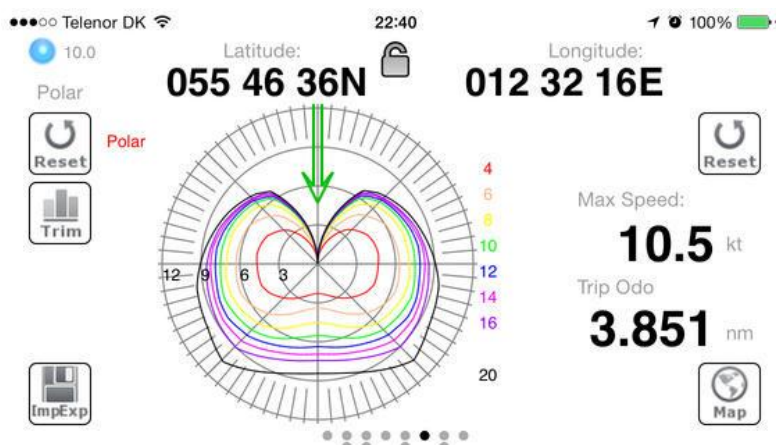 Telenor DK 22:40 100%
10.0
Latitude: Longitude:
055 46 36N 012 32 16E
Polar
Reset Polar Reset
Trim
4
6
8
10
12
14
16
20
12 9 6 3
Max Speed:
10.5 kt
Trip Odo
3.851 nm
ImpExp Map